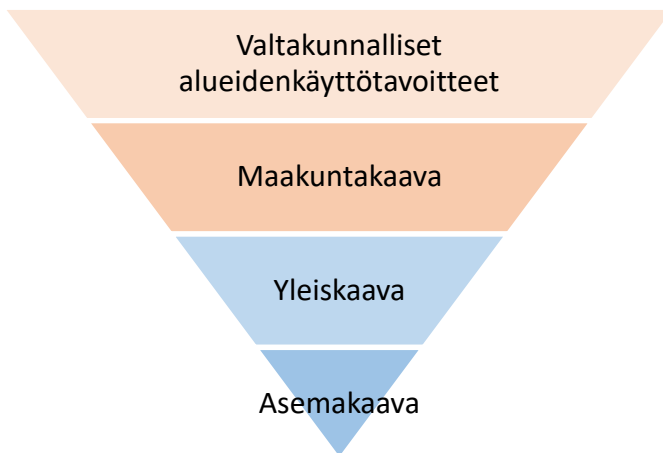 Valtakunnalliset
alueidenkäyttötavoitteet
Maakuntakaava
Yleiskaava
Asemakaava